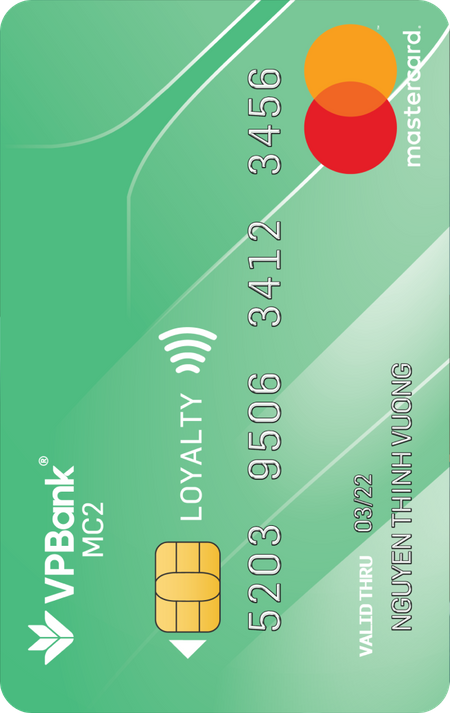 VPBank®
MC2
LOYALTY
5203 9506 3412 3456
VALID THRU 03/22
NGUYEN THINH VUONG
mastercard.